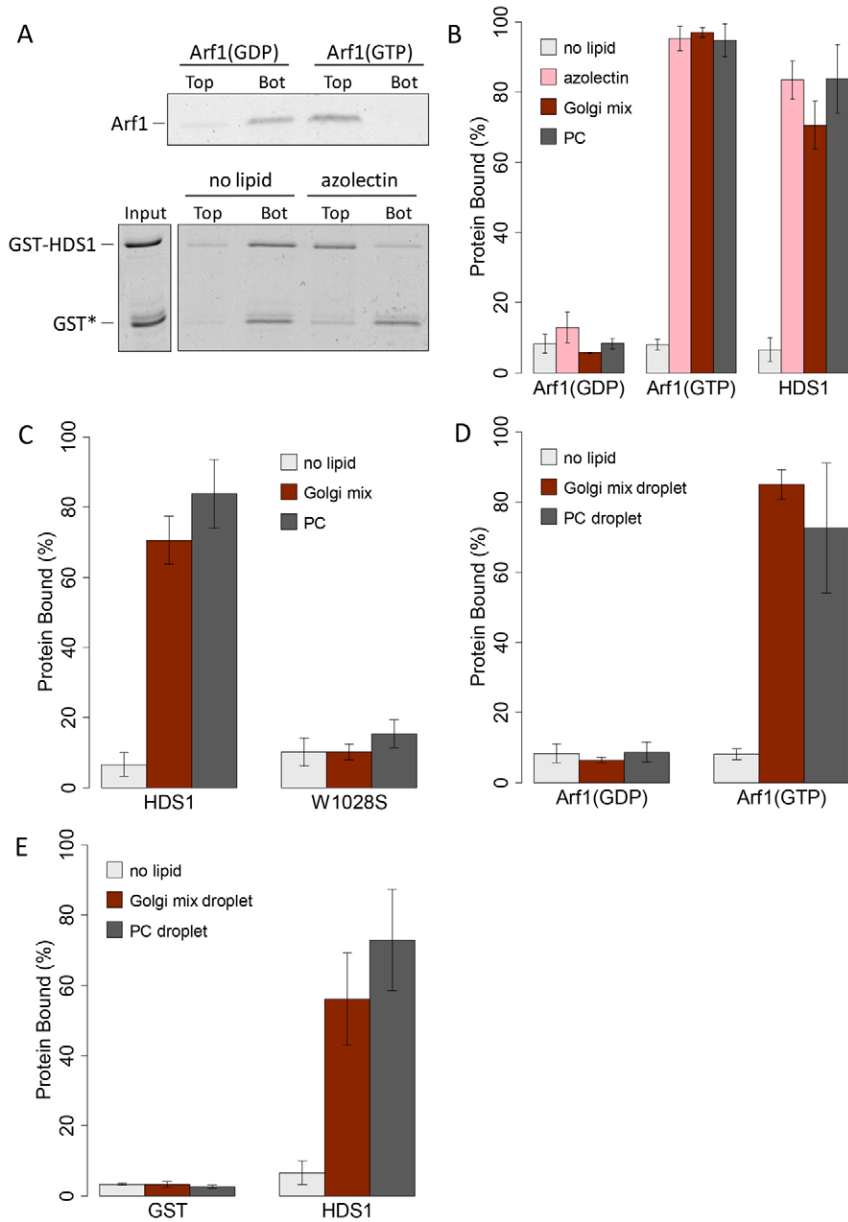 A
Arf1(GDP) Arf1(GTP)
Top Bot Top Bot
Arf1
no lipid azolectin
Input Top Bot Top Bot
GST-HDS1
GST*
B
no lipid
azolectin
Golgi mix
PC
Protein Bound (%)
0 20 40 60 80 100
Arf1(GDP) Arf1(GTP) HDS1
C
no lipid
Golgi mix
PC
Protein Bound (%)
0 20 40 60 80 100
HDS1 W1028S
D
no lipid
Golgi mix droplet
PC droplet
Protein Bound (%)
0 20 40 60 80 100
Arf1(GDP) Arf1(GTP)
E
no lipid
Golgi mix droplet
PC droplet
Protein Bound (%)
0 20 40 60 80 100
GST HDS1